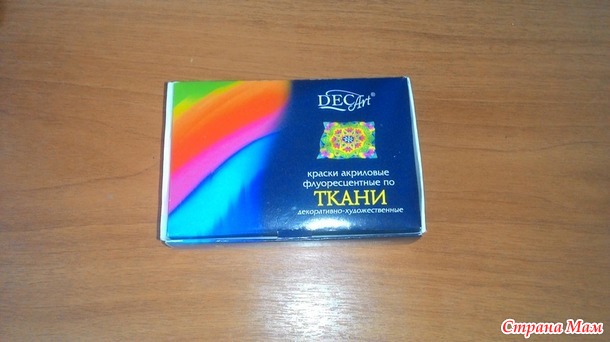 DECArt®
краски акриловые
флуоресцентные по
ТКАНИ
декоративно-художественные
Страна Мам